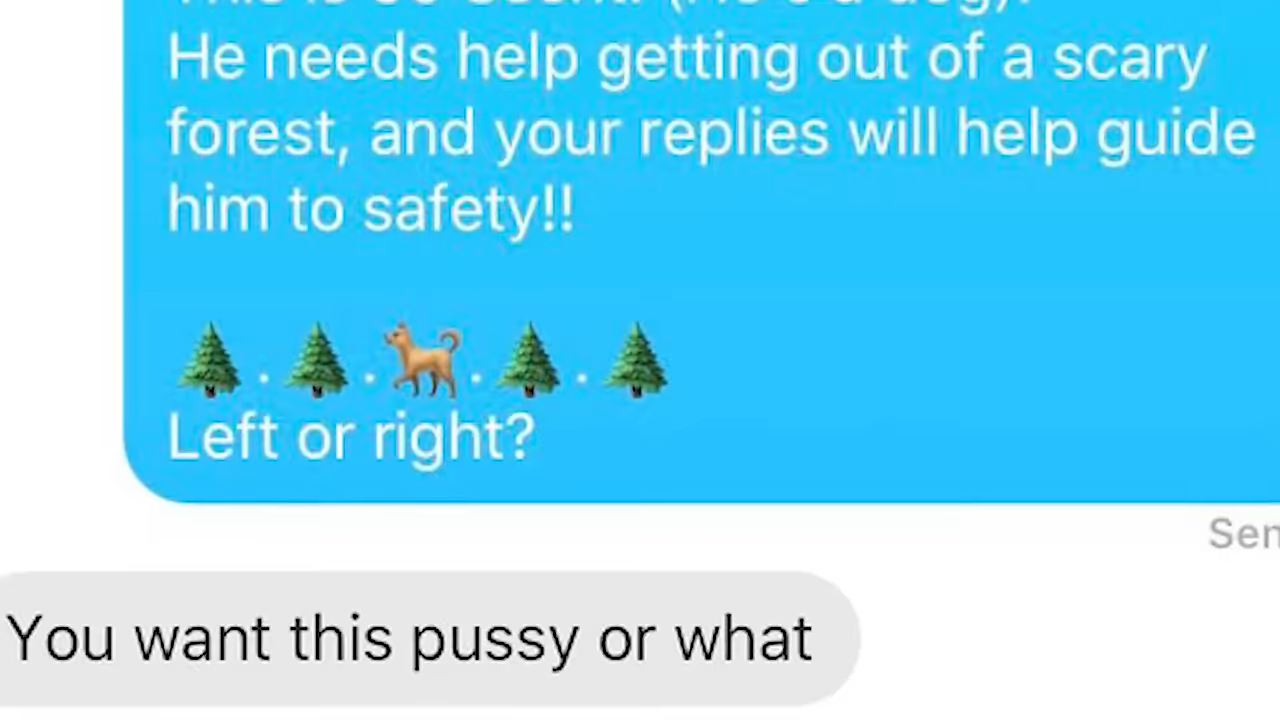 He needs help getting out of a scary
forest, and your replies will help guide
him to safety!!
🌲.🌲.🐕.🌲.🌲
Left or right?
You want this pussy or what